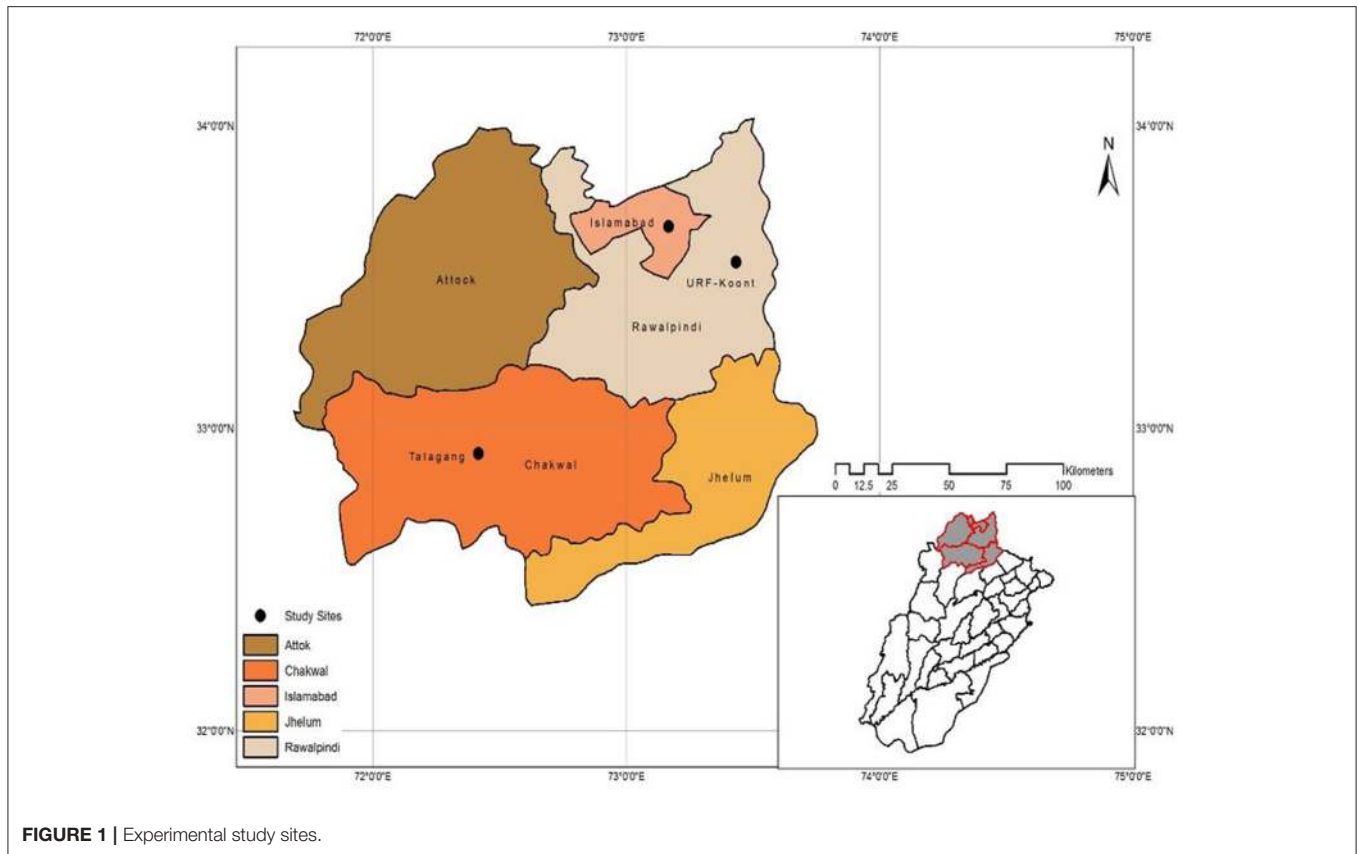 72°0'0"E 73°0'0"E 74°0'0"E 75°0'0"E
34°0'0"N 34°0'0"N
N
Islamabad
Attock
URF-Koont
Rawalpindi
33°0'0"N 33°0'0"N
Talagang
Chakwal
Jhelum
Kilometers
0 12.5 25 50 75 100
Study Sites
Attok
Chakwal
Islamabad
Jhelum
Rawalpindi
32°0'0"N 32°0'0"N
72°0'0"E 73°0'0"E 74°0'0"E 75°0'0"E
FIGURE 1 | Experimental study sites.